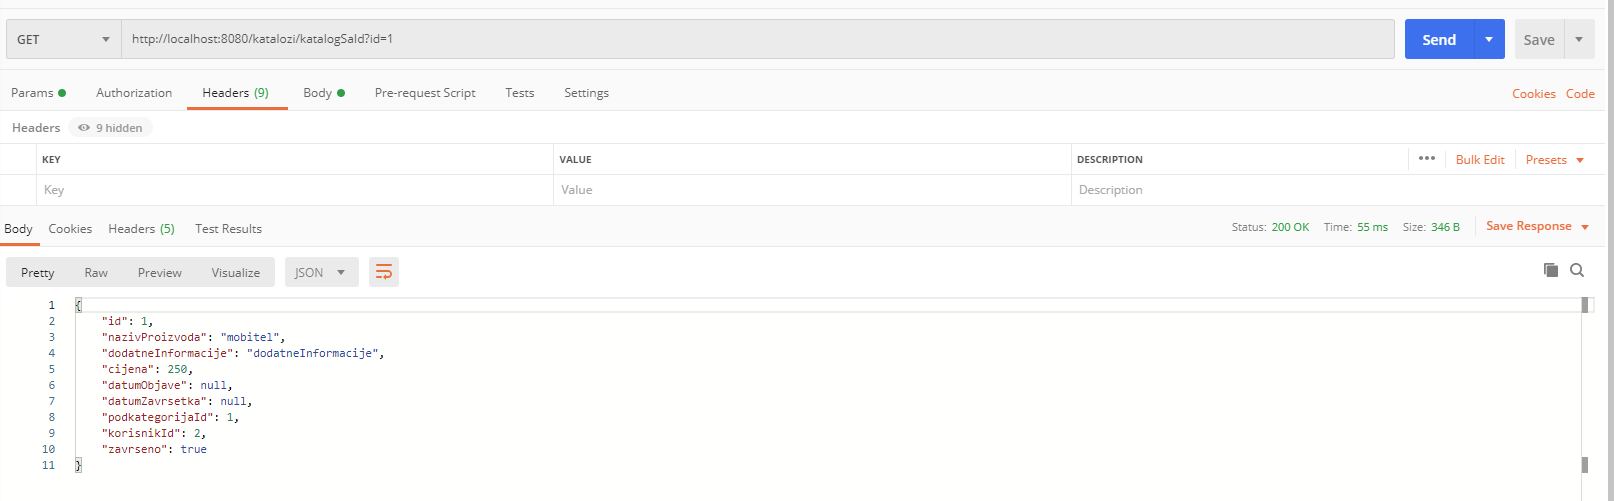 GET http://localhost:8080/katalozi/katalogSaId?id=1 Send Save
Params Authorization Headers (9) Body Pre-request Script Tests Settings Cookies Code
Headers 9 hidden
KEY VALUE DESCRIPTION ••• Bulk Edit Presets
Key Value Description
Body Cookies Headers (5) Test Results Status: 200 OK Time: 55 ms Size: 346 B Save Response
Pretty Raw Preview Visualize JSON
1 {
2 "id": 1,
3 "nazivProizvoda": "mobitel",
4 "dodatneInformacije": "dodatneInformacije",
5 "cijena": 250,
6 "datumObjave": null,
7 "datumZavrsetka": null,
8 "podkategorijaId": 1,
9 "korisnikId": 2,
10 "zavrseno": true
11 }